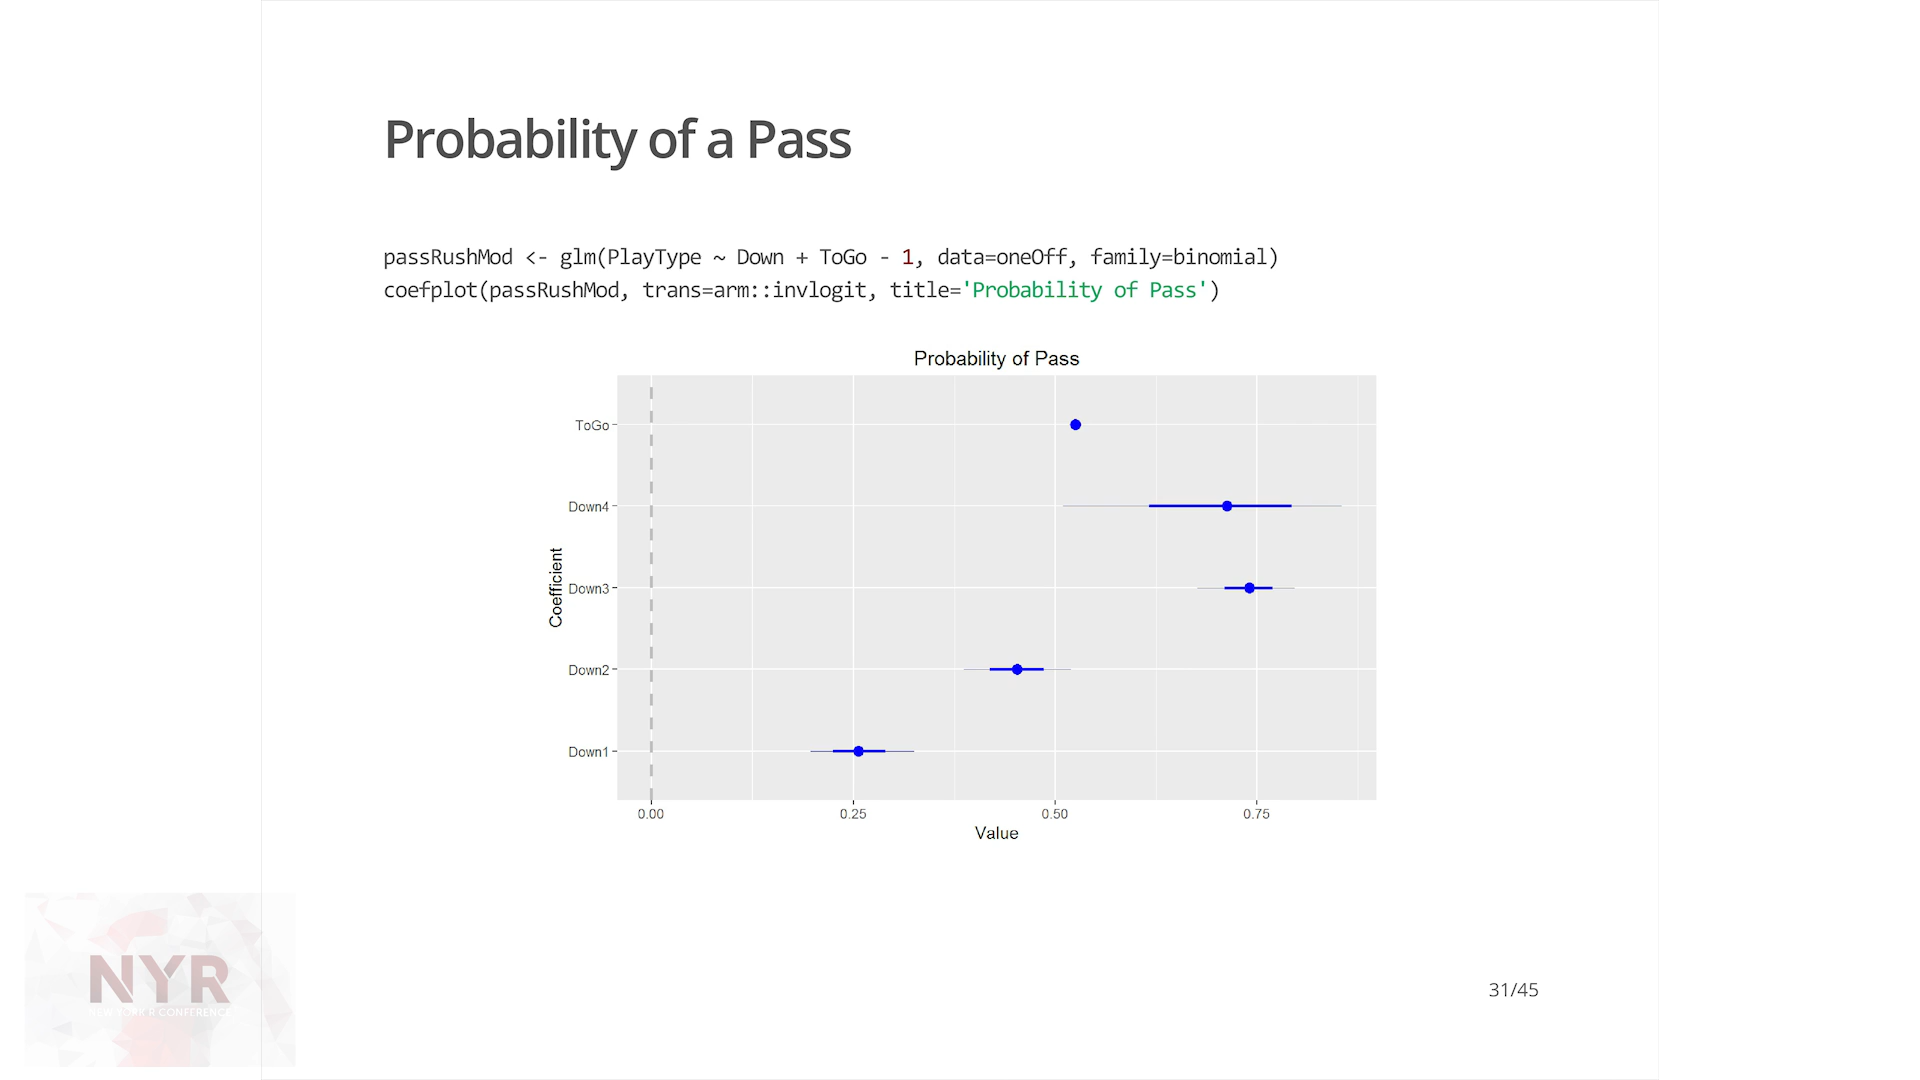 Probability of a Pass
passRushMod <- glm(PlayType ~ Down + ToGo - 1, data=oneOff, family=binomial)
coefplot(passRushMod, trans=arm::invlogit, title='Probability of Pass')
Probability of Pass
ToGo
Down4
Down3
Down2
Down1
Coefficient
0.00 0.25 0.50 0.75
Value
NYR
NEW YORK R CONFERENCE
31/45